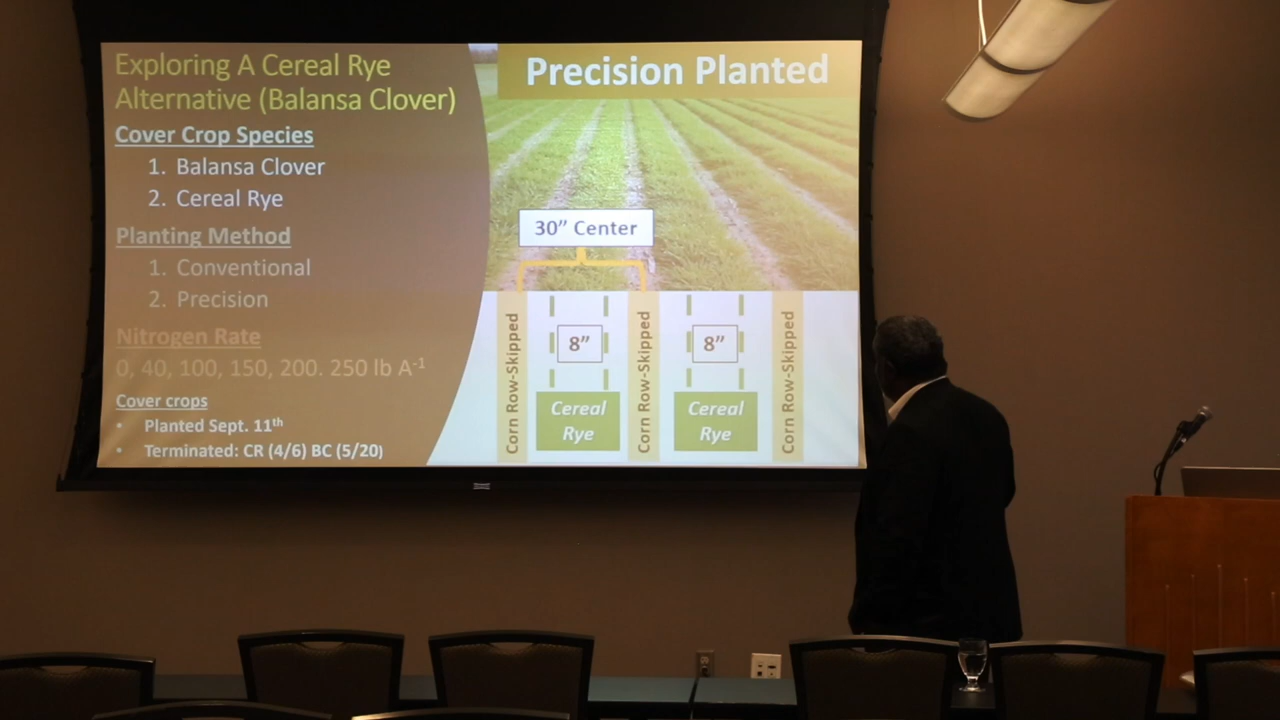 Exploring A Cereal Rye
Alternative (Balansa Clover)
Cover Crop Species
1. Balansa Clover
2. Cereal Rye
Planting Method
1. Conventional
2. Precision
Nitrogen Rate
0, 40, 100, 150, 200. 250 lb A⁻¹
Cover crops
• Planted Sept. 11th
• Terminated: CR (4/6) BC (5/20)
Precision Planted
30” Center
Corn Row-Skipped
8”
Cereal
Rye
Corn Row-Skipped
8”
Cereal
Rye
Corn Row-Skipped